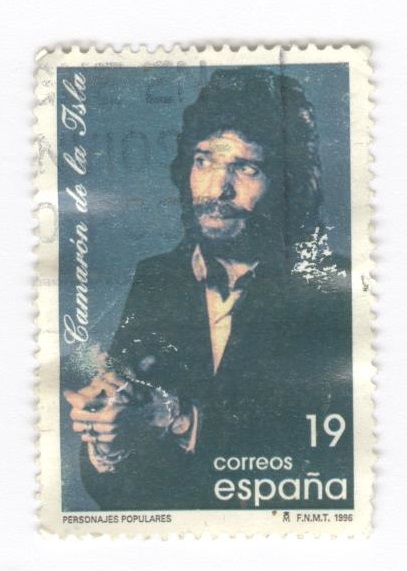 Camarón de la Isla
19
correos
españa
PERSONAJES POPULARES
F.N.M.T. 1996